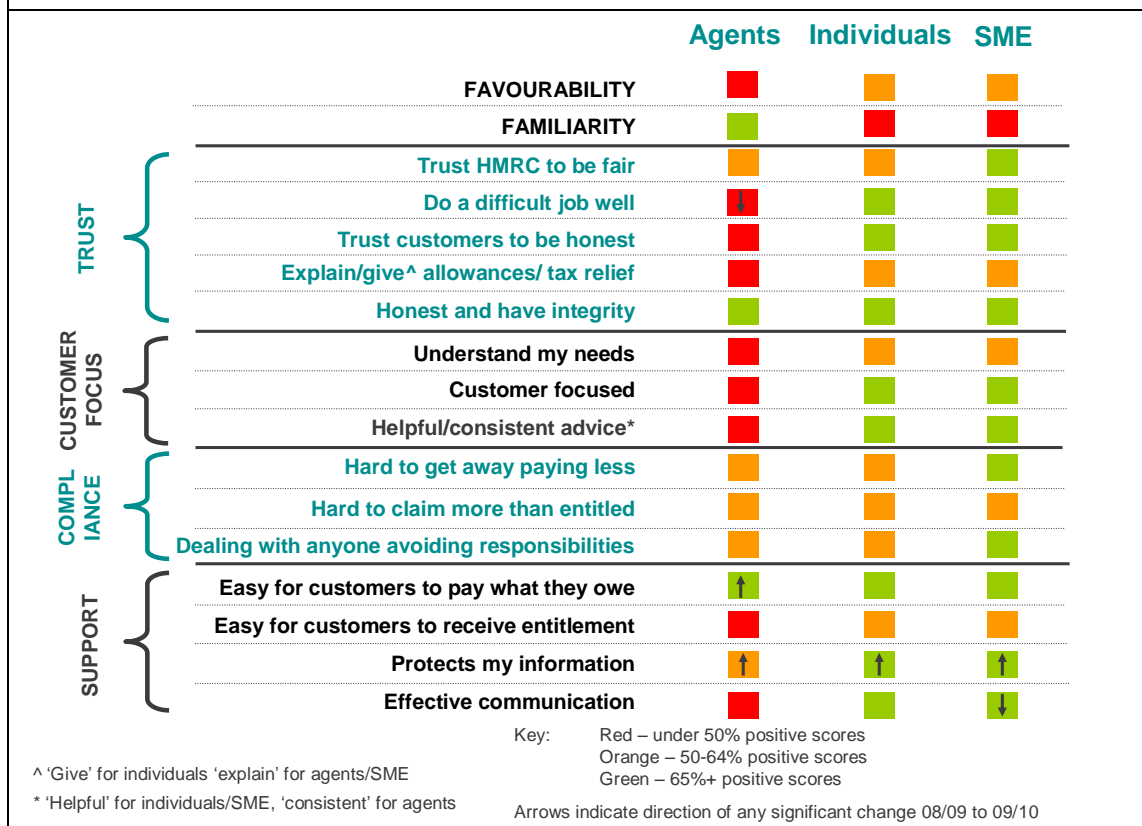 Agents Individuals SME
FAVOURABILITY
FAMILIARITY
TRUST
Trust HMRC to be fair
Do a difficult job well
Trust customers to be honest
Explain/give^ allowances/ tax relief
Honest and have integrity
CUSTOMER
FOCUS
Understand my needs
Customer focused
Helpful/consistent advice*
COMPL
IANCE
Hard to get away paying less
Hard to claim more than entitled
Dealing with anyone avoiding responsibilities
SUPPORT
Easy for customers to pay what they owe
Easy for customers to receive entitlement
Protects my information
Effective communication
Key: Red – under 50% positive scores
Orange – 50-64% positive scores
Green – 65%+ positive scores
^ ‘Give’ for individuals ‘explain’ for agents/SME
* ‘Helpful’ for individuals/SME, ‘consistent’ for agents
Arrows indicate direction of any significant change 08/09 to 09/10